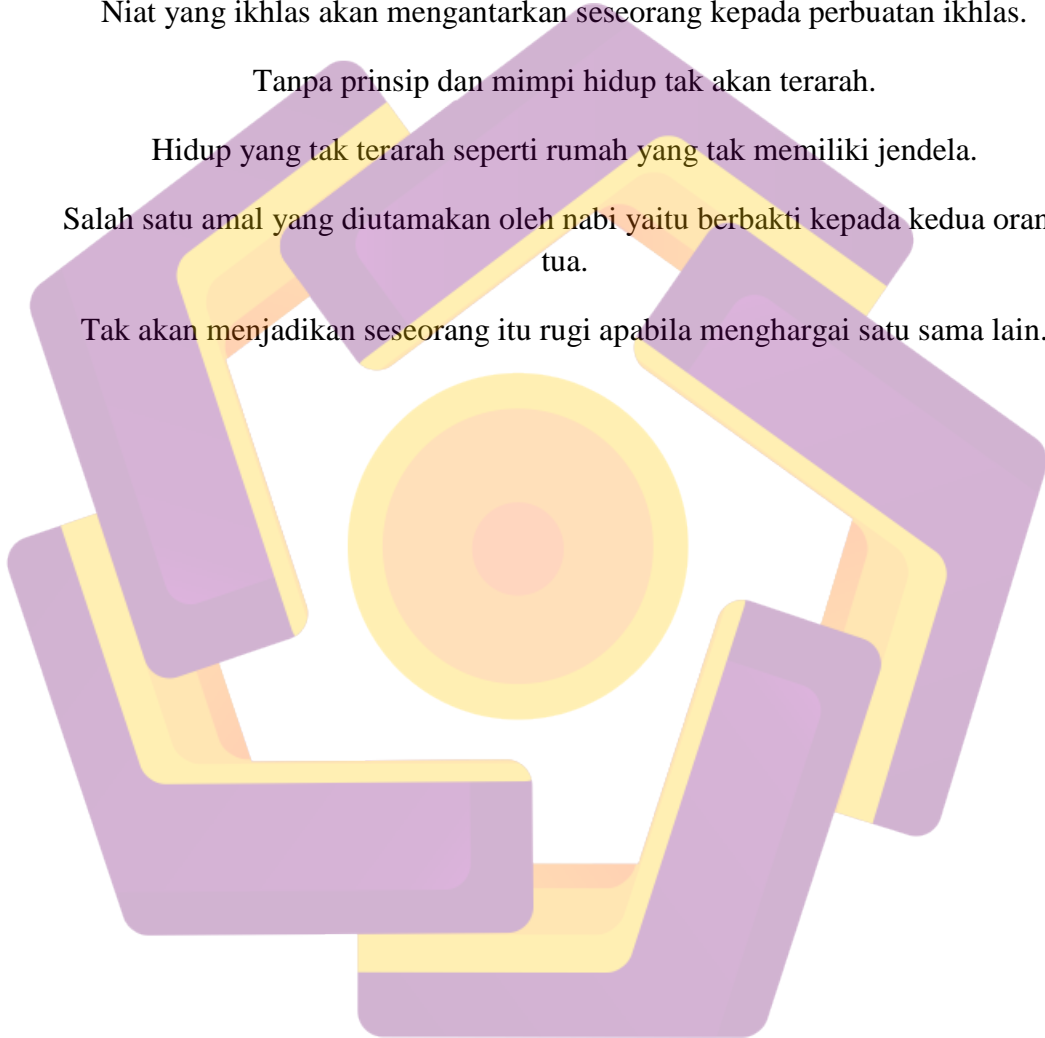 Niat yang ikhlas akan mengantarkan seseorang kepada perbuatan ikhlas.
Tanpa prinsip dan mimpi hidup tak akan terarah.
Hidup yang tak terarah seperti rumah yang tak memiliki jendela.
Salah satu amal yang diutamakan oleh nabi yaitu berbakti kepada kedua oran
tua.
Tak akan menjadikan seseorang itu rugi apabila menghargai satu sama lain.